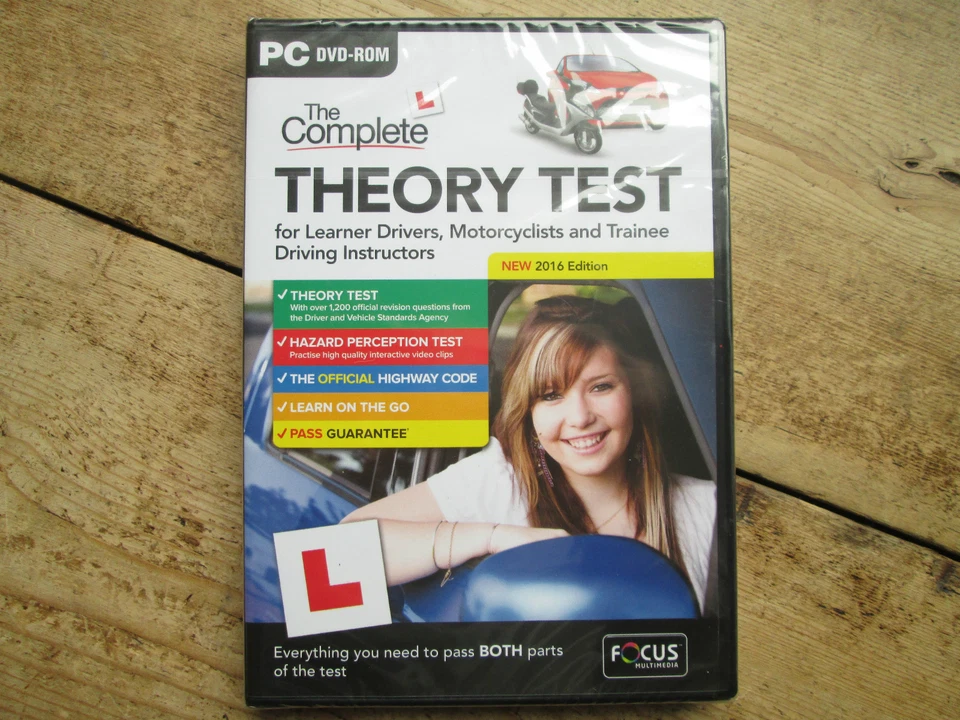 PC DVD-ROM
L
The
Complete
THEORY TEST
for Learner Drivers, Motorcyclists and Trainee
Driving Instructors
NEW 2016 Edition
✓ THEORY TEST
With over 1,200 official revision questions from
the Driver and Vehicle Standards Agency
✓ HAZARD PERCEPTION TEST
Practise high quality interactive video clips
✓ THE OFFICIAL HIGHWAY CODE
✓ LEARN ON THE GO
✓ PASS GUARANTEE*
L
Everything you need to pass BOTH parts
of the test
FOCUS™
MULTIMEDIA